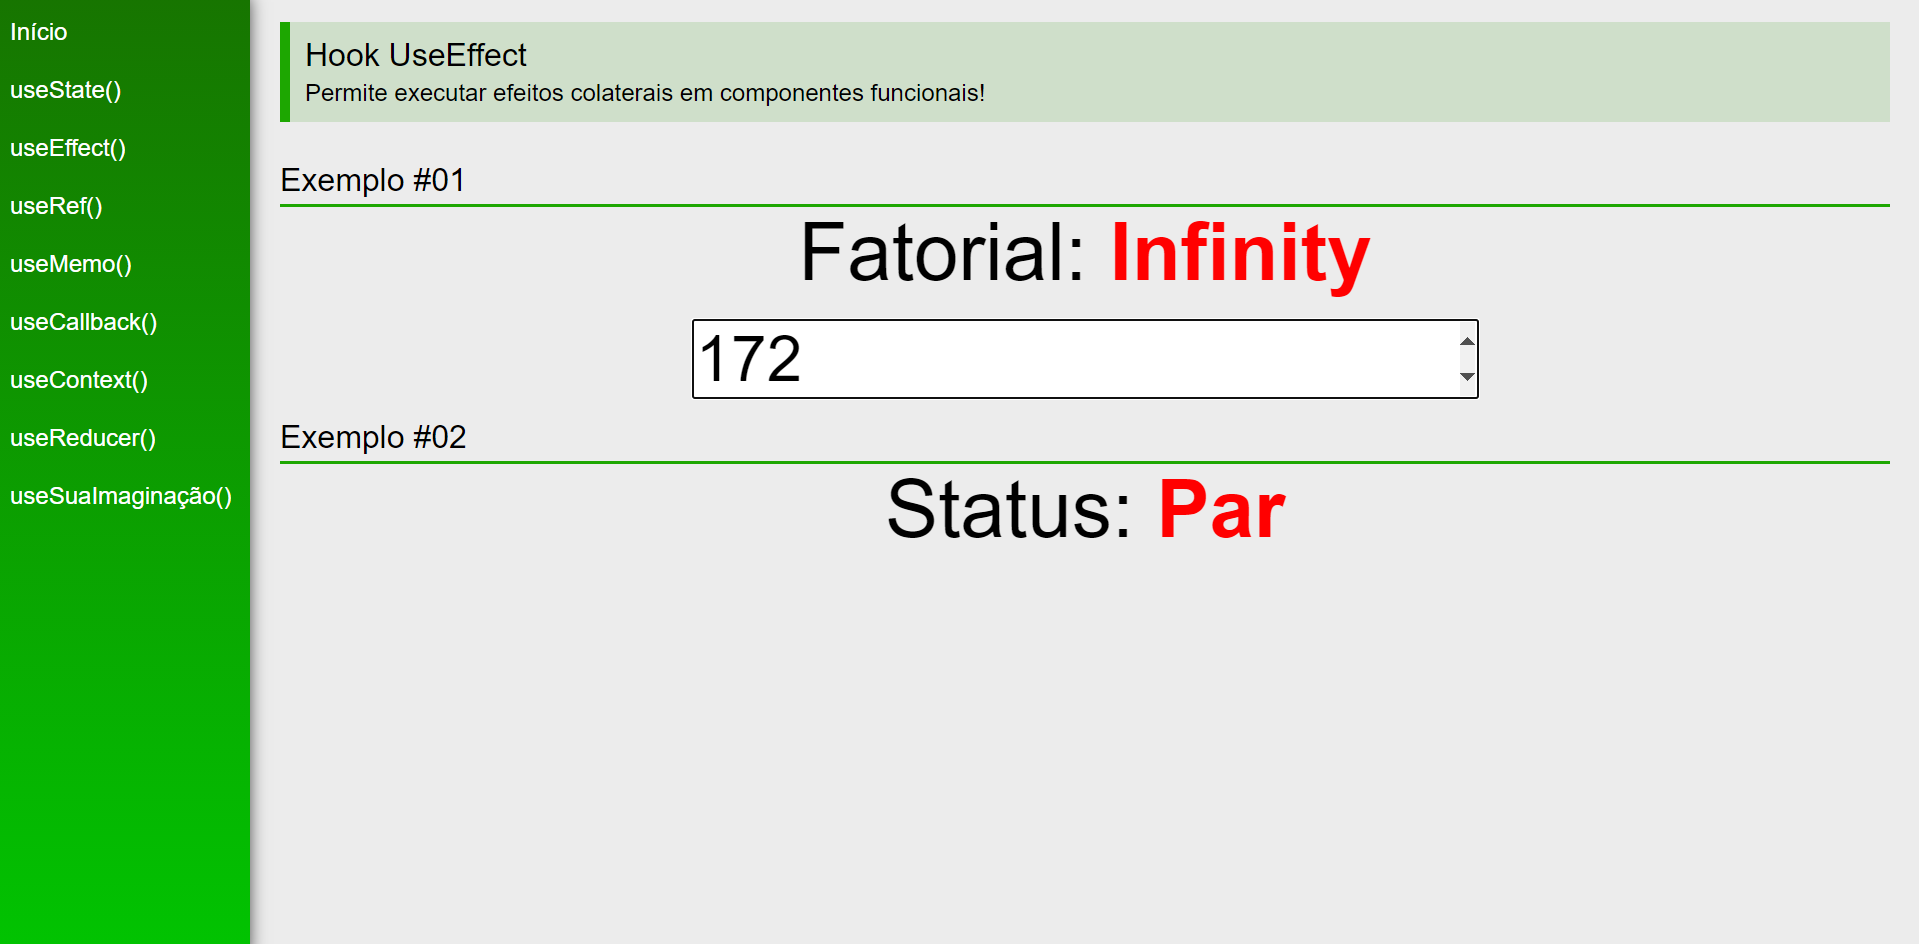 Início
useState()
useEffect()
useRef()
useMemo()
useCallback()
useContext()
useReducer()
useSuaImaginação()
Hook UseEffect
Permite executar efeitos colaterais em componentes funcionais!
Exemplo #01
Fatorial: Infinity
172
Exemplo #02
Status: Par